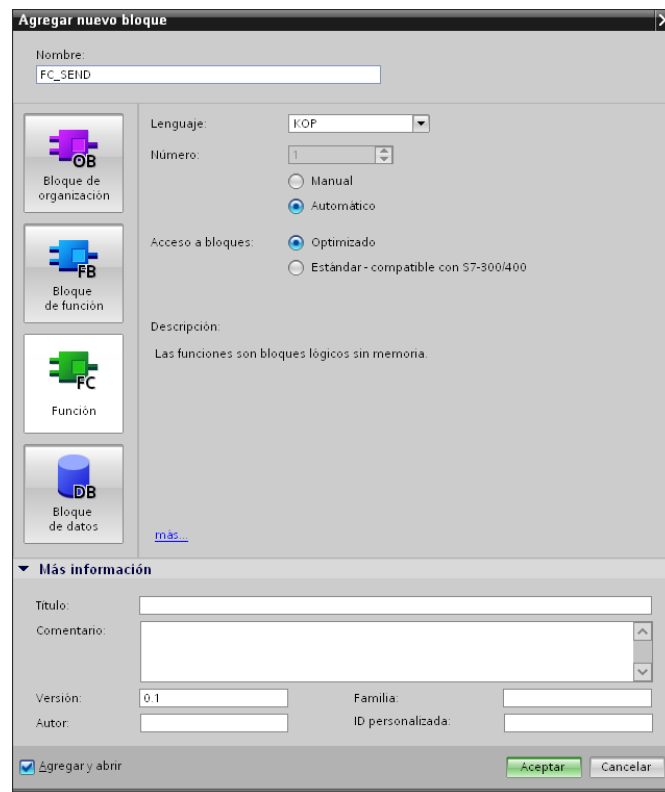 Agregar nuevo bloque
Nombre:
FC_SEND
OB
Bloque de
organización
FB
Bloque
de función
FC
Función
DB
Bloque
de datos
Lenguaje:
KOP
Número:
1
Manual
Automático
Acceso a bloques:
Optimizado
Estándar - compatible con S7-300/400
Descripción:
Las funciones son bloques lógicos sin memoria.
más...
Más información
Título:
Comentario:
Versión:
0.1
Familia:
Autor:
ID personalizada:
Agregar y abrir
Aceptar
Cancelar